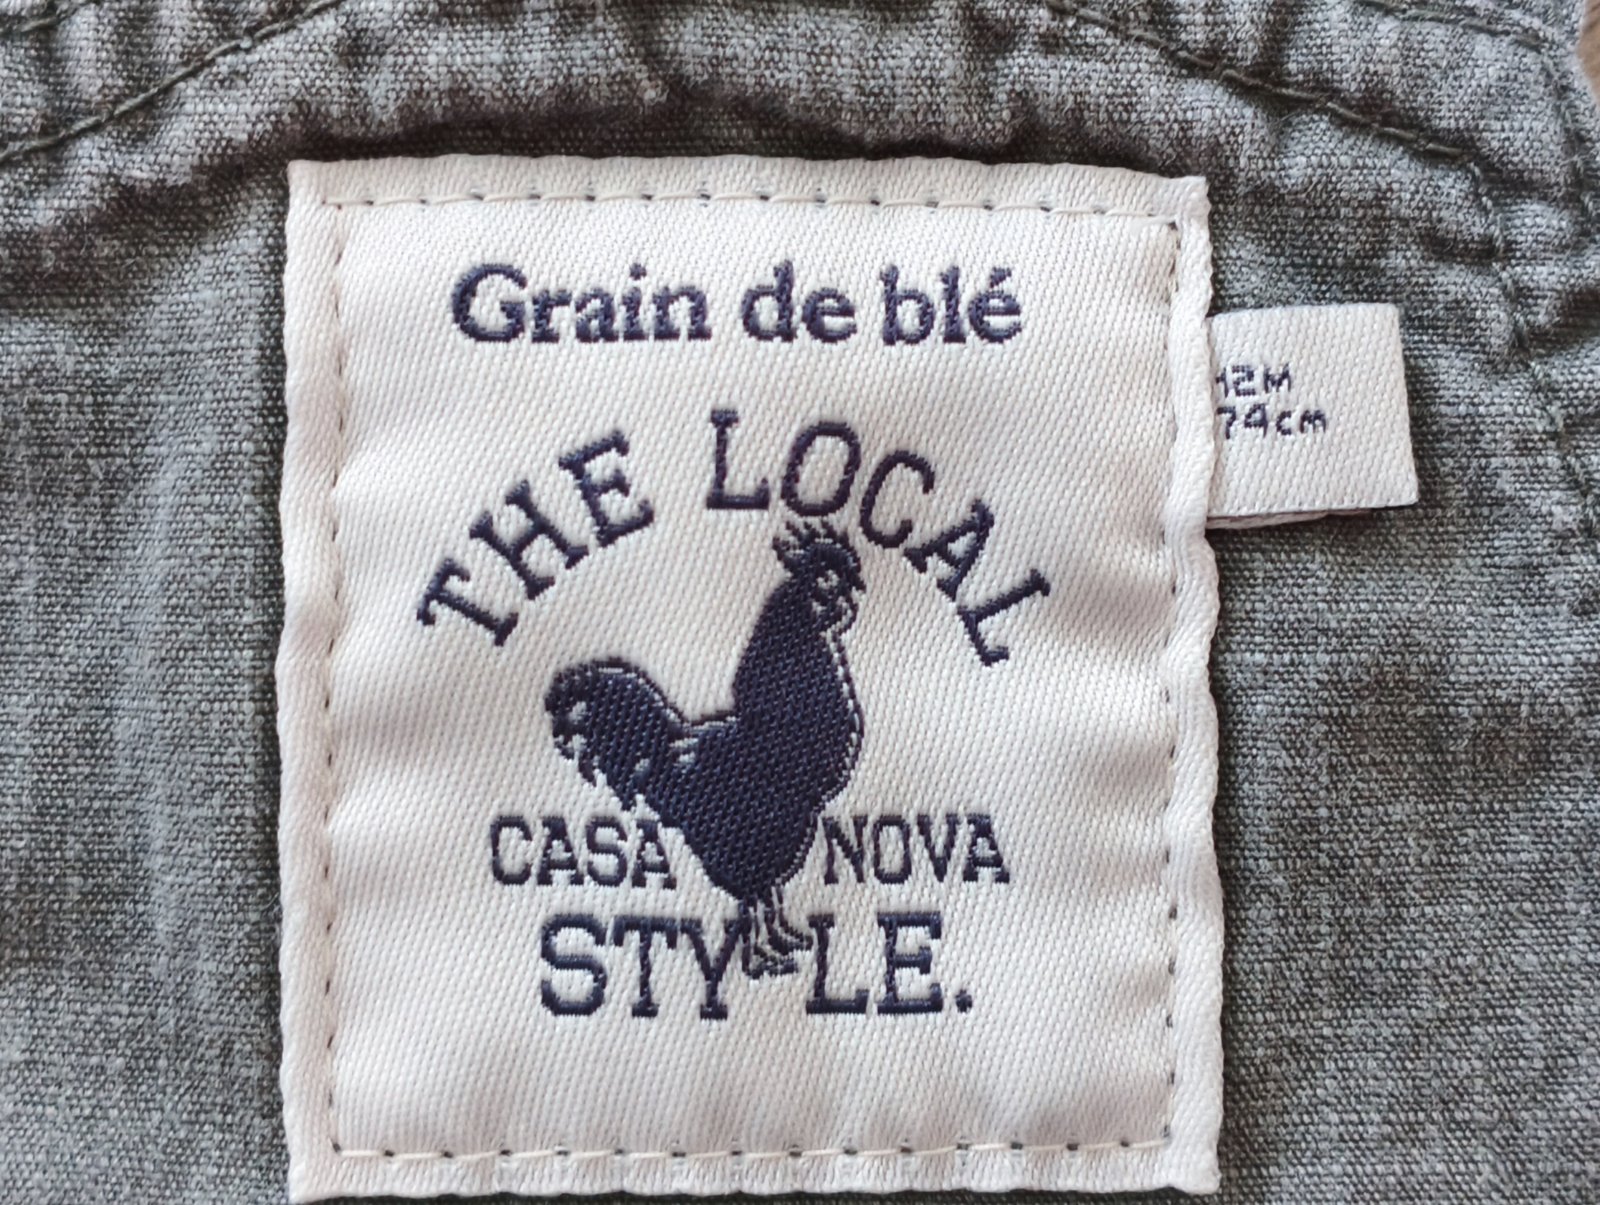 Grain de blé
THE LOCAL
CASA NOVA
STYLE.
12M
74cm